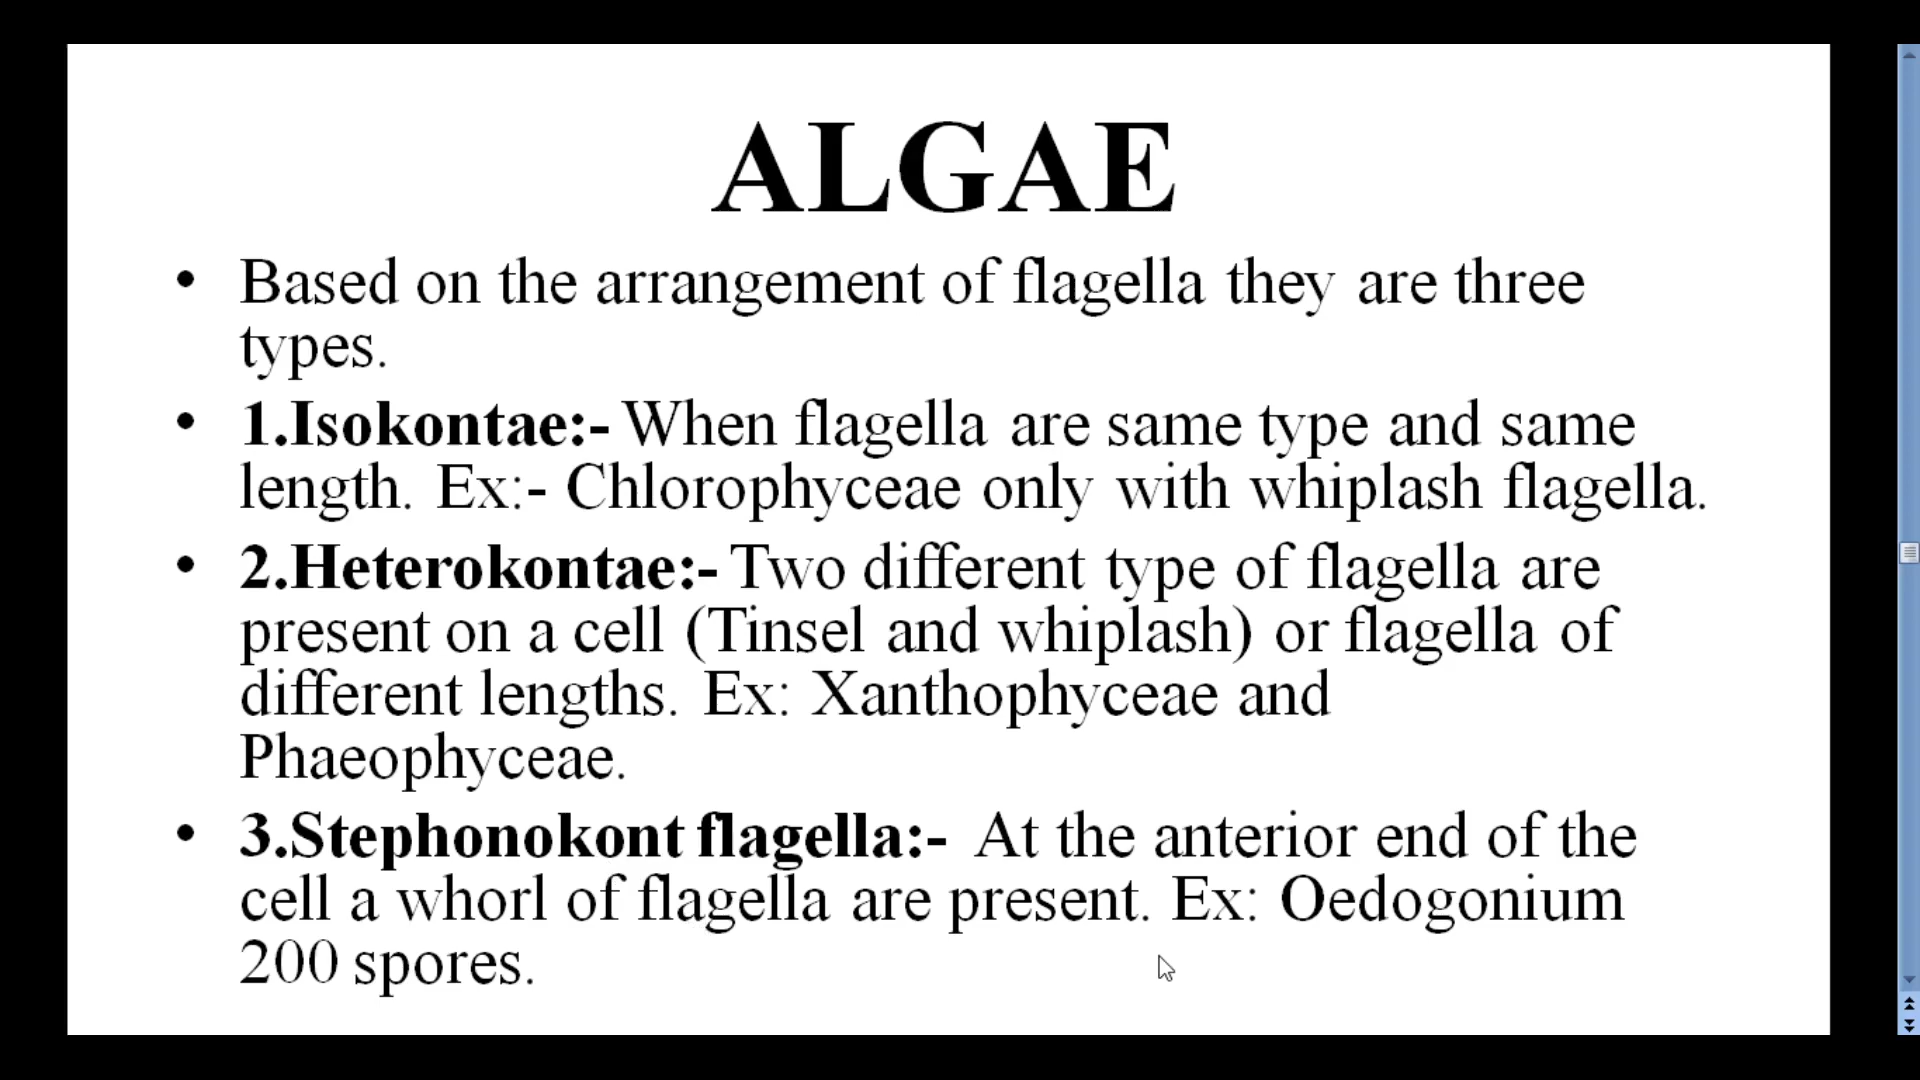 ALGAE
• Based on the arrangement of flagella they are three
types.
• 1.Isokontae:- When flagella are same type and same
length. Ex:- Chlorophyceae only with whiplash flagella.
• 2.Heterokontae:- Two different type of flagella are
present on a cell (Tinsel and whiplash) or flagella of
different lengths. Ex: Xanthophyceae and
Phaeophyceae.
• 3.Stephonokont flagella:- At the anterior end of the
cell a whorl of flagella are present. Ex: Oedogonium
200 spores.